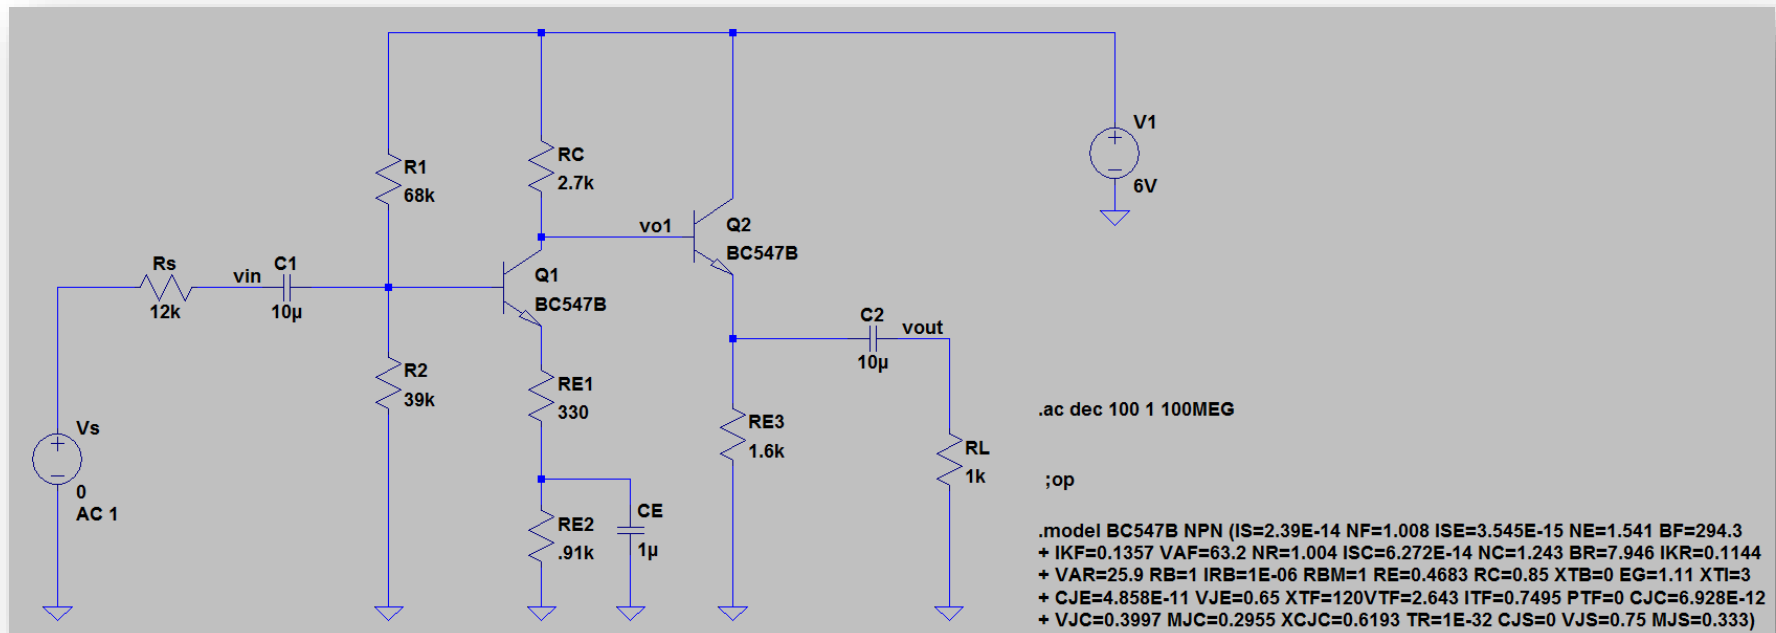 V1
6V
R1
68k
RC
2.7k
vo1
Q2
BC547B
Rs
12k
vin
C1
10µ
Q1
BC547B
C2
10µ
vout
R2
39k
RE1
330
RE3
1.6k
RL
1k
Vs
0
AC 1
RE2
.91k
CE
1µ
.ac dec 100 1 100MEG
;op
.model BC547B NPN (IS=2.39E-14 NF=1.008 ISE=3.545E-15 NE=1.541 BF=294.3
+ IKF=0.1357 VAF=63.2 NR=1.004 ISC=6.272E-14 NC=1.243 BR=7.946 IKR=0.1144
+ VAR=25.9 RB=1 IRB=1E-06 RBM=1 RE=0.4683 RC=0.85 XTB=0 EG=1.11 XTI=3
+ CJE=4.858E-11 VJE=0.65 XTF=120VTF=2.643 ITF=0.7495 PTF=0 CJC=6.928E-12
+ VJC=0.3997 MJC=0.2955 XCJC=0.6193 TR=1E-32 CJS=0 VJS=0.75 MJS=0.333)